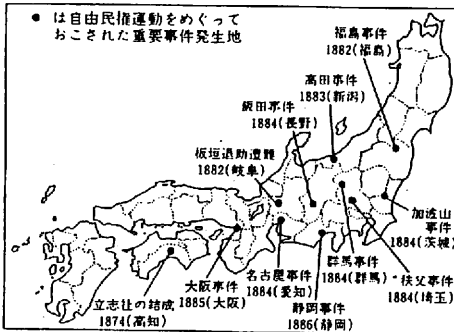 ● は自由民権運動をめぐって
おこされた重要事件発生地
福島事件
1882(福島)
高田事件
1883(新潟)
飯田事件
1884(長野)
板垣退助遭難
1882(岐阜)
加波山
事件
1884(茨城)
群馬事件
1884(群馬)
秩父事件
1884(埼玉)
名古屋事件
1884(愛知)
静岡事件
1886(静岡)
大阪事件
1885(大阪)
立志社の結成
1874(高知)